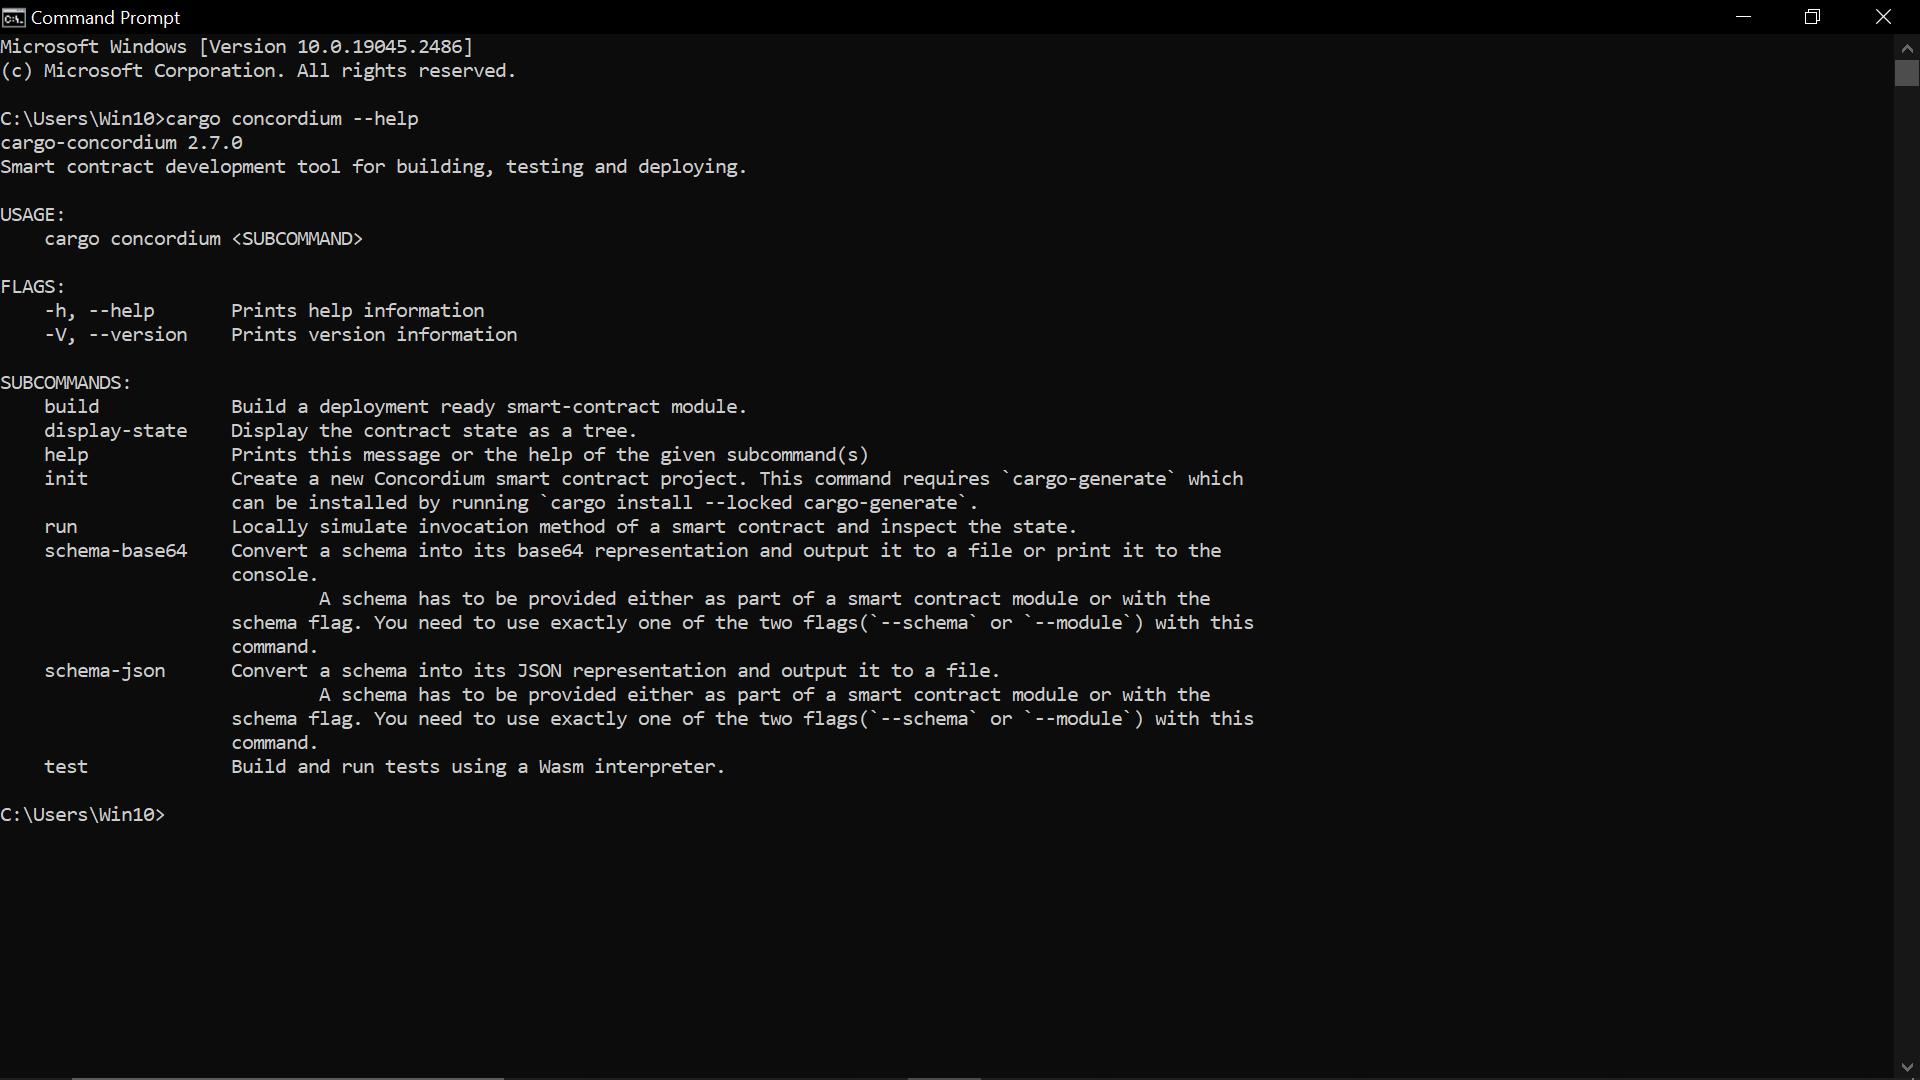 Command Prompt
Microsoft Windows [Version 10.0.19045.2486]
(c) Microsoft Corporation. All rights reserved.
C:\Users\Win10>cargo concordium --help
cargo-concordium 2.7.0
Smart contract development tool for building, testing and deploying.
USAGE:
    cargo concordium <SUBCOMMAND>
FLAGS:
    -h, --help       Prints help information
    -V, --version    Prints version information
SUBCOMMANDS:
    build            Build a deployment ready smart-contract module.
    display-state    Display the contract state as a tree.
    help             Prints this message or the help of the given subcommand(s)
    init             Create a new Concordium smart contract project. This command requires `cargo-generate` which
                     can be installed by running `cargo install --locked cargo-generate`.
    run              Locally simulate invocation method of a smart contract and inspect the state.
    schema-base64    Convert a schema into its base64 representation and output it to a file or print it to the
                     console.
                             A schema has to be provided either as part of a smart contract module or with the
                     schema flag. You need to use exactly one of the two flags(`--schema` or `--module`) with this
                     command.
    schema-json      Convert a schema into its JSON representation and output it to a file.
                             A schema has to be provided either as part of a smart contract module or with the
                     schema flag. You need to use exactly one of the two flags(`--schema` or `--module`) with this
                     command.
    test             Build and run tests using a Wasm interpreter.
C:\Users\Win10>